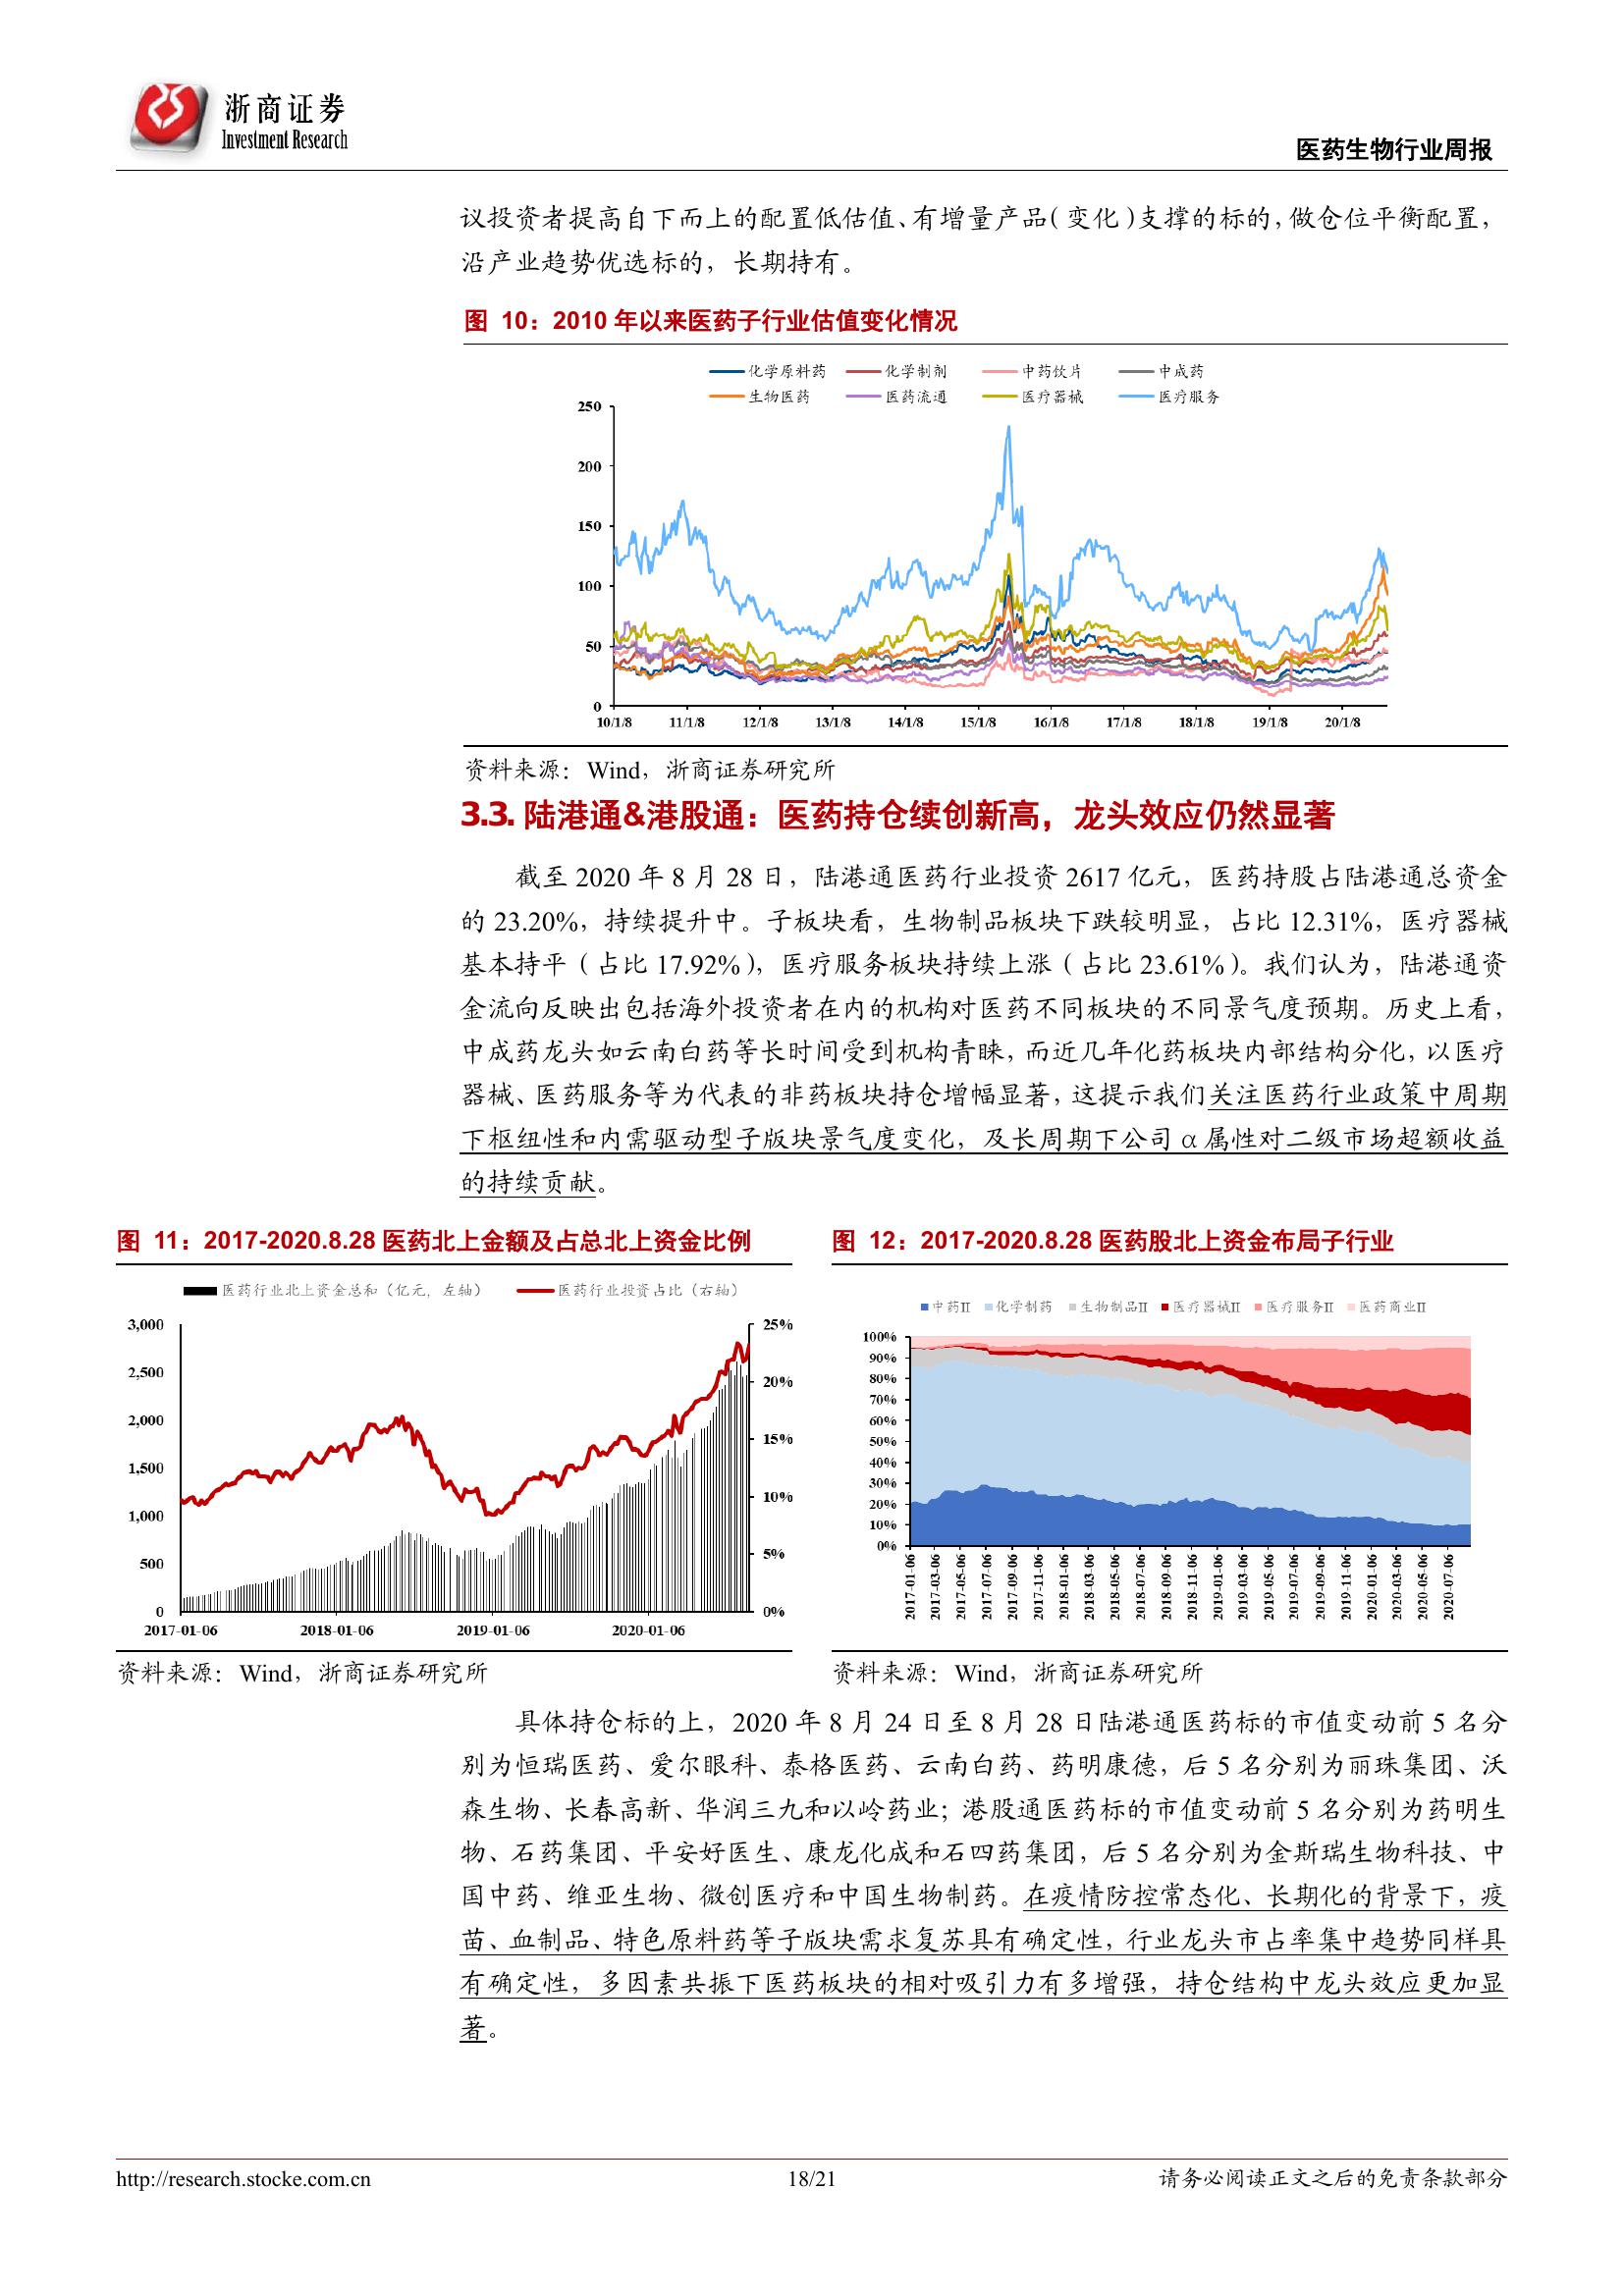 浙商证券
Investment Research
医药生物行业周报
议投资者提高自下而上的配置低估值、有增量产品(变化)支撑的标的,做仓位平衡配置，
沿产业趋势优选标的，长期持有。
图 10：2010 年以来医药子行业估值变化情况
化学原料药 化学制剂 中药饮片 中成药
生物医药 医药流通 医疗器械 医疗服务
250
200
150
100
50
0
10/1/8 11/1/8 12/1/8 13/1/8 14/1/8 15/1/8 16/1/8 17/1/8 18/1/8 19/1/8 20/1/8
资料来源：Wind，浙商证券研究所
3.3. 陆港通&港股通：医药持仓续创新高，龙头效应仍然显著
截至 2020 年 8 月 28 日，陆港通医药行业投资 2617 亿元，医药持股占陆港通总资金
的 23.20%，持续提升中。子板块看，生物制品板块下跌较明显，占比 12.31%，医疗器械
基本持平（占比 17.92%），医疗服务板块持续上涨（占比 23.61%）。我们认为，陆港通资
金流向反映出包括海外投资者在内的机构对医药不同板块的不同景气度预期。历史上看，
中成药龙头如云南白药等长时间受到机构青睐，而近几年化药板块内部结构分化，以医疗
器械、医药服务等为代表的非药板块持仓增幅显著，这提示我们关注医药行业政策中周期
下枢纽性和内需驱动型子版块景气度变化，及长周期下公司 α 属性对二级市场超额收益
的持续贡献。
图 11：2017-2020.8.28 医药北上金额及占总北上资金比例
医药行业北上资金总和（亿元，左轴） 医药行业投资占比（右轴）
3,000
2,500
2,000
1,500
1,000
500
0
25%
20%
15%
10%
5%
0%
2017-01-06 2018-01-06 2019-01-06 2020-01-06
资料来源：Wind，浙商证券研究所
图 12：2017-2020.8.28 医药股北上资金布局子行业
中药II 化学制药 生物制品II 医疗器械II 医疗服务II 医药商业II
100%
90%
80%
70%
60%
50%
40%
30%
20%
10%
0%
2017-01-06 2017-03-06 2017-05-06 2017-07-06 2017-09-06 2017-11-06 2018-01-06 2018-03-06 2018-05-06 2018-07-06 2018-09-06 2018-11-06 2019-01-06 2019-03-06 2019-05-06 2019-07-06 2019-09-06 2019-11-06 2020-01-06 2020-03-06 2020-05-06 2020-07-06
资料来源：Wind，浙商证券研究所
具体持仓标的上，2020 年 8 月 24 日至 8 月 28 日陆港通医药标的市值变动前 5 名分
别为恒瑞医药、爱尔眼科、泰格医药、云南白药、药明康德，后 5 名分别为丽珠集团、沃
森生物、长春高新、华润三九和以岭药业；港股通医药标的市值变动前 5 名分别为药明生
物、石药集团、平安好医生、康龙化成和石四药集团，后 5 名分别为金斯瑞生物科技、中
国中药、维亚生物、微创医疗和中国生物制药。在疫情防控常态化、长期化的背景下，疫
苗、血制品、特色原料药等子版块需求复苏具有确定性，行业龙头市占率集中趋势同样具
有确定性，多因素共振下医药板块的相对吸引力有多增强，持仓结构中龙头效应更加显
著。
http://research.stocke.com.cn
18/21
请务必阅读正文之后的免责条款部分